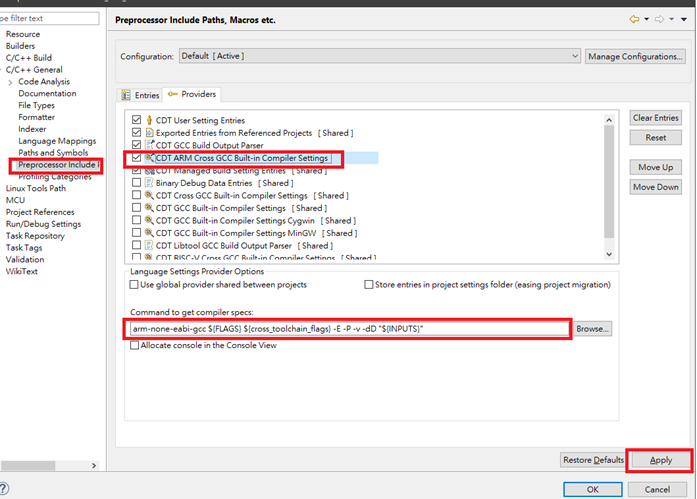 pe filter text
Resource
Builders
C/C++ Build
C/C++ General
Code Analysis
Documentation
File Types
Formatter
Indexer
Language Mappings
Paths and Symbols
Preprocessor Include
Profiling Categories
Linux Tools Path
MCU
Project References
Run/Debug Settings
Task Repository
Task Tags
Validation
WikiText
Preprocessor Include Paths, Macros etc.
Configuration: Default [ Active ] Manage Configurations...
Entries Providers
CDT User Setting Entries
Exported Entries from Referenced Projects [ Shared ]
CDT GCC Build Output Parser
CDT ARM Cross GCC Built-in Compiler Settings
CDT Managed Build Setting Entries [ Shared ]
Binary Debug Data Entries [ Shared ]
CDT Cross GCC Built-in Compiler Settings [ Shared ]
CDT GCC Built-in Compiler Settings [ Shared ]
CDT GCC Built-in Compiler Settings Cygwin [ Shared ]
CDT GCC Built-in Compiler Settings MinGW [ Shared ]
CDT Libtool GCC Build Output Parser [ Shared ]
CDT RISC-V Cross GCC Built-in Compiler Settings [ Shared ]
Clear Entries
Reset
Move Up
Move Down
Language Settings Provider Options
Use global provider shared between projects Store entries in project settings folder (easing project migration)
Command to get compiler specs:
arm-none-eabi-gcc ${FLAGS} ${cross_toolchain_flags} -E -P -v -dD "${INPUTS}" Browse...
Allocate console in the Console View
Restore Defaults Apply
OK Cancel